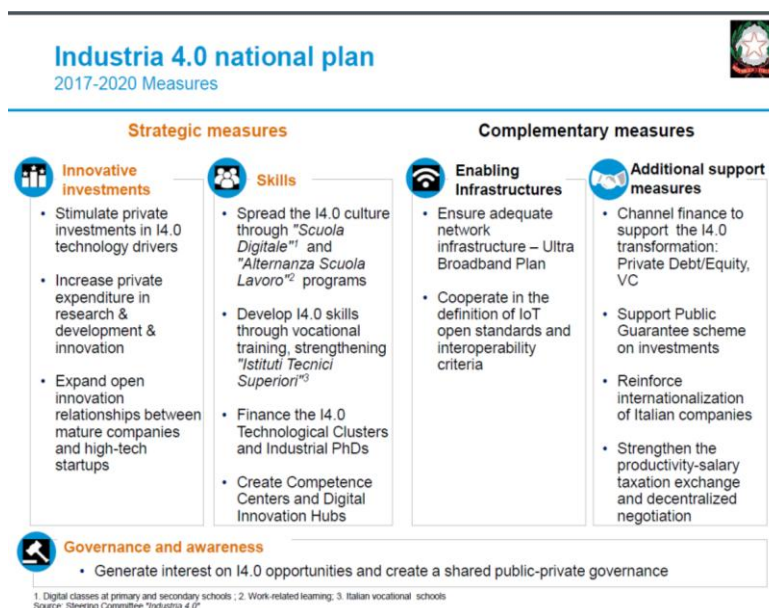 Industria 4.0 national plan
2017-2020 Measures
Strategic measures
Innovative
investments
• Stimulate private
investments in I4.0
technology drivers
• Increase private
expenditure in
research &
development &
innovation
• Expand open
innovation
relationships between
mature companies
and high-tech
startups
Skills
• Spread the I4.0 culture
through "Scuola
Digitale"1 and
"Alternanza Scuola
Lavoro"2 programs
• Develop I4.0 skills
through vocational
training, strengthening
"Istituti Tecnici
Superiori"3
• Finance the I4.0
Technological Clusters
and Industrial PhDs
• Create Competence
Centers and Digital
Innovation Hubs
Complementary measures
Enabling
Infrastructures
• Ensure adequate
network
infrastructure – Ultra
Broadband Plan
• Cooperate in the
definition of IoT
open standards and
interoperability
criteria
Additional support
measures
• Channel finance to
support the I4.0
transformation:
Private Debt/Equity,
VC
• Support Public
Guarantee scheme
on investments
• Reinforce
internationalization
of Italian companies
• Strengthen the
productivity-salary
taxation exchange
and decentralized
negotiation
Governance and awareness
• Generate interest on I4.0 opportunities and create a shared public-private governance
1. Digital classes at primary and secondary schools ; 2. Work-related learning; 3. Italian vocational schools
Source: Steering Committee "Industria 4.0"